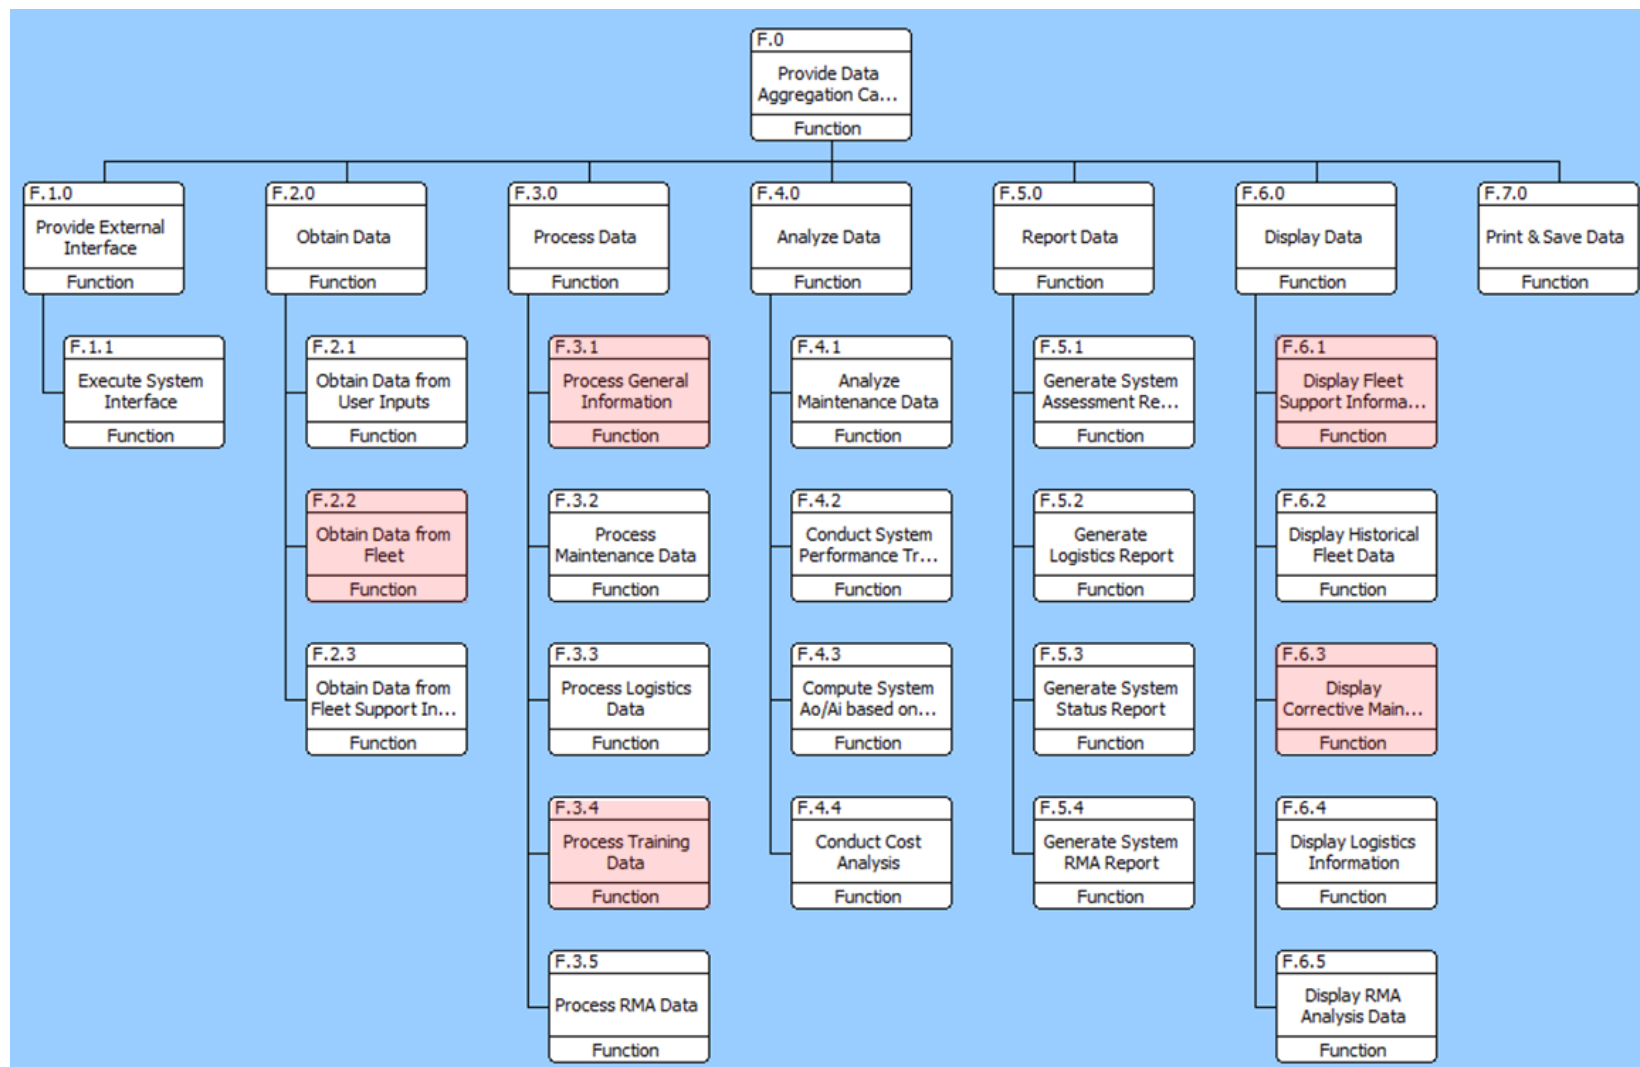 F.0
Provide Data
Aggregation Ca...
Function
F.1.0
Provide External
Interface
Function
F.2.0
Obtain Data
Function
F.3.0
Process Data
Function
F.4.0
Analyze Data
Function
F.5.0
Report Data
Function
F.6.0
Display Data
Function
F.7.0
Print & Save Data
Function
F.1.1
Execute System
Interface
Function
F.2.1
Obtain Data from
User Inputs
Function
F.2.2
Obtain Data from
Fleet
Function
F.2.3
Obtain Data from
Fleet Support In...
Function
F.3.1
Process General
Information
Function
F.3.2
Process
Maintenance Data
Function
F.3.3
Process Logistics
Data
Function
F.3.4
Process Training
Data
Function
F.3.5
Process RMA Data
Function
F.4.1
Analyze
Maintenance Data
Function
F.4.2
Conduct System
Performance Tr...
Function
F.4.3
Compute System
Ao/Ai based on...
Function
F.4.4
Conduct Cost
Analysis
Function
F.5.1
Generate System
Assessment Re...
Function
F.5.2
Generate
Logistics Report
Function
F.5.3
Generate System
Status Report
Function
F.5.4
Generate System
RMA Report
Function
F.6.1
Display Fleet
Support Informa...
Function
F.6.2
Display Historical
Fleet Data
Function
F.6.3
Display
Corrective Main...
Function
F.6.4
Display Logistics
Information
Function
F.6.5
Display RMA
Analysis Data
Function